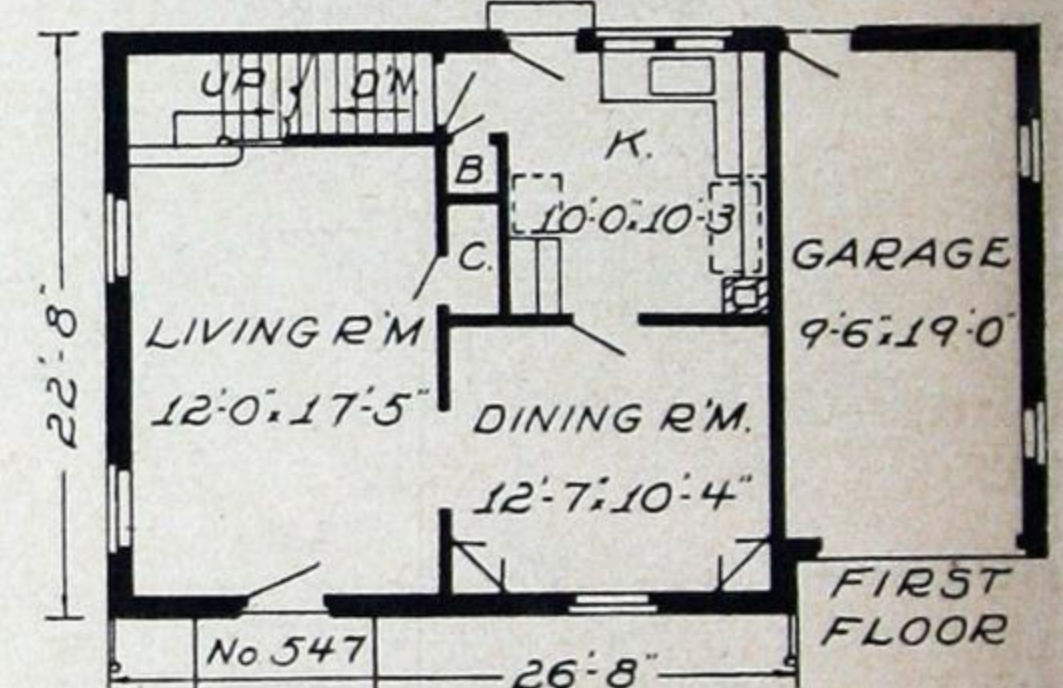 UP
D'N.
B
K.
10'-0"x10'-3
C.
GARAGE
9'-6"x19'-0"
LIVING R'M
12'-0"x17'-5"
22'-8"
DINING R'M.
12'-7"x10'-4"
FIRST
FLOOR
No 547
26'-8"